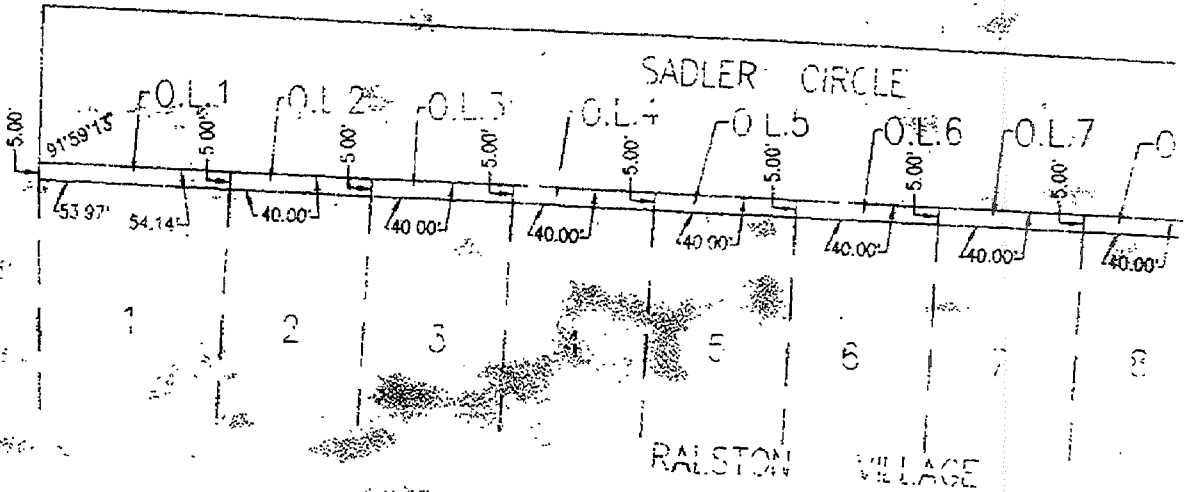 SADLER CIRCLE
O.L.1 O.L.2 O.L.3 O.L.4 O.L.5 O.L.6 O.L.7 O
5.00' 5.00' 5.00' 5.00' 5.00' 5.00' 5.00' 5.00'
91°59'13"
53.97' 54.14' 40.00' 40.00' 40.00' 40.00' 40.00' 40.00' 40.00'
1 2 3 4 5 6 7 8
RALSTON VILLAGE